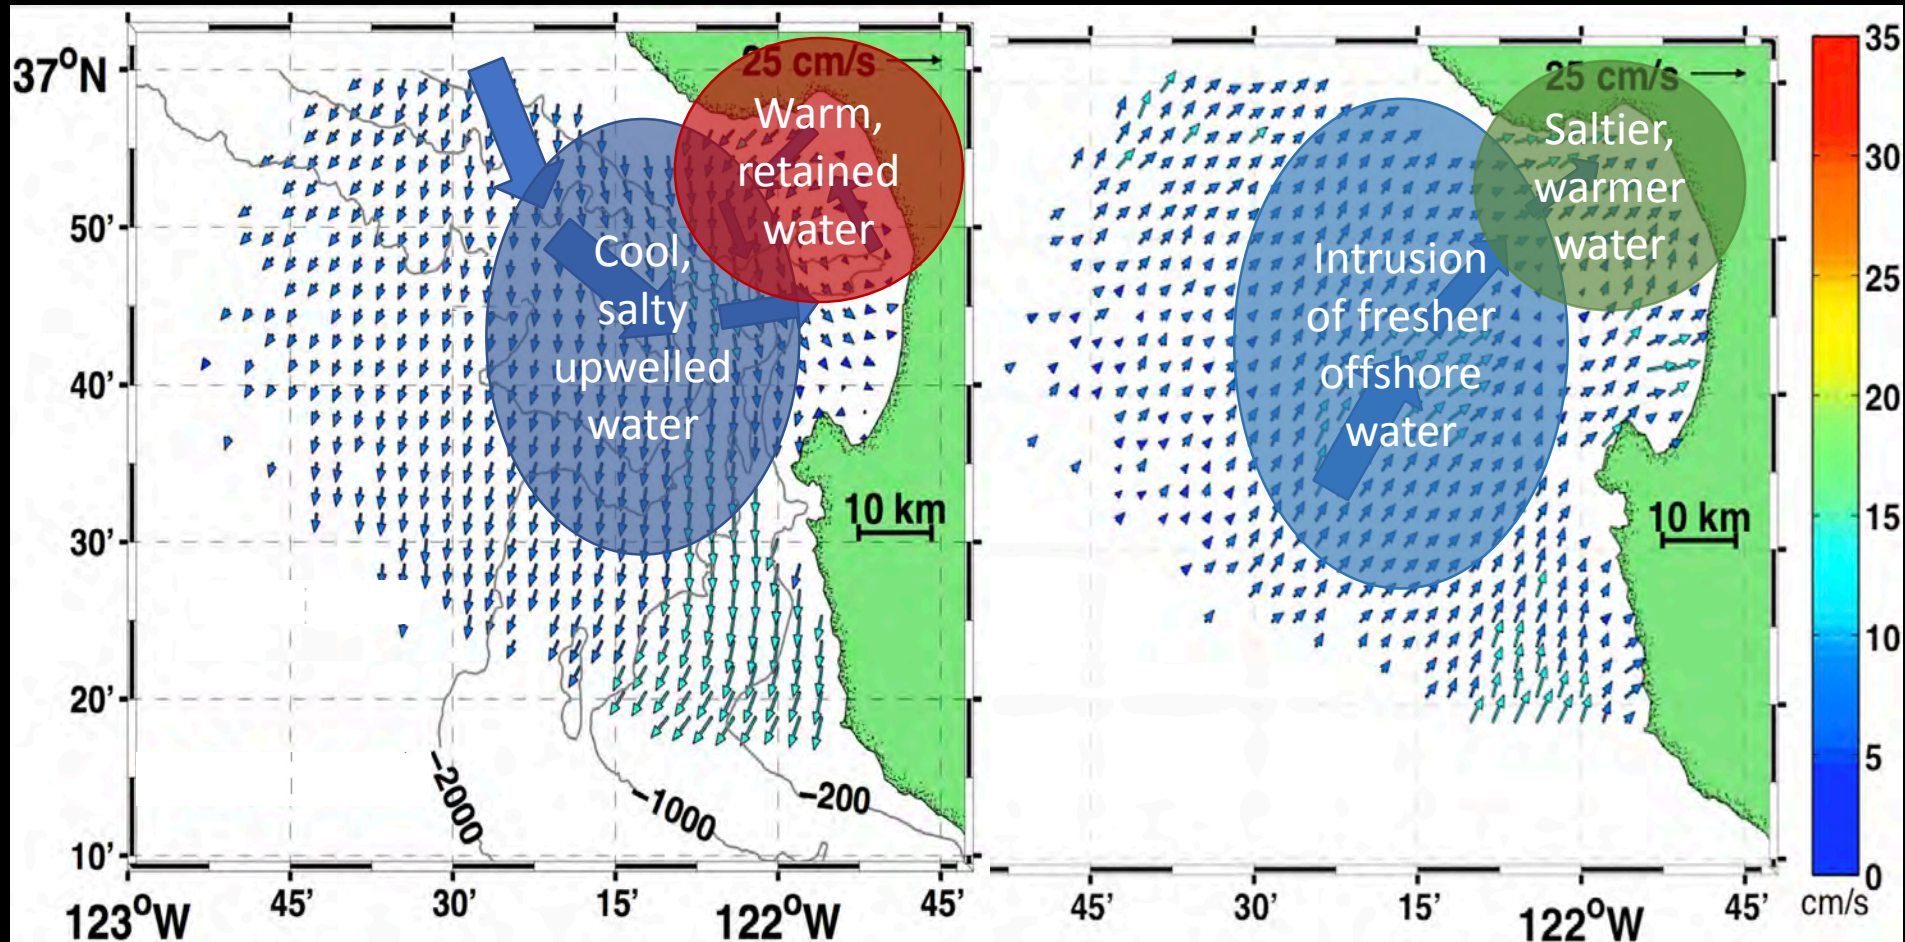 37°N
50’
40’
30’
20’
10’
123°W
45’
30’
15’
122°W
45’
25 cm/s
Warm,
retained
water
Cool,
salty
upwelled
water
10 km
–2000
–1000
–200
25 cm/s
Saltier,
warmer
water
Intrusion
of fresher
offshore
water
10 km
45’
30’
15’
122°W
45’
35
30
25
20
15
10
5
0
cm/s